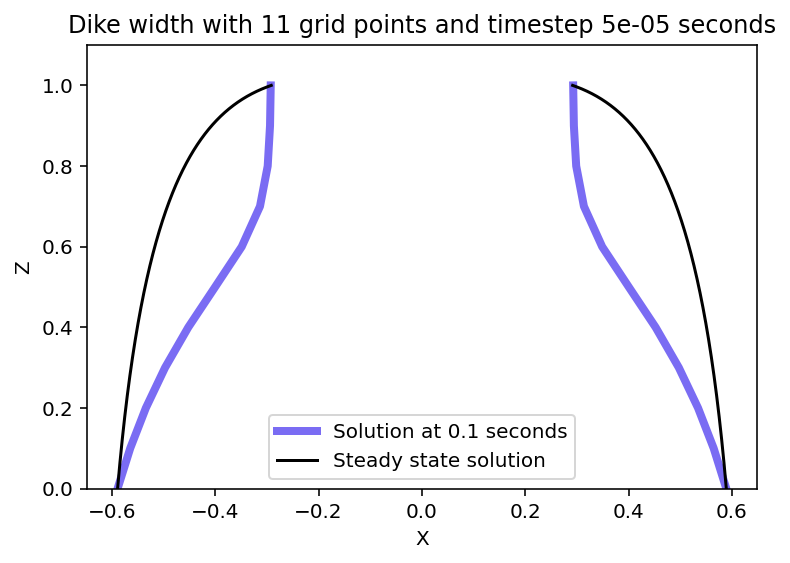 Dike width with 11 grid points and timestep 5e-05 seconds
Z
1.0
0.8
0.6
0.4
0.2
0.0
Solution at 0.1 seconds
Steady state solution
−0.6 −0.4 −0.2 0.0 0.2 0.4 0.6
X